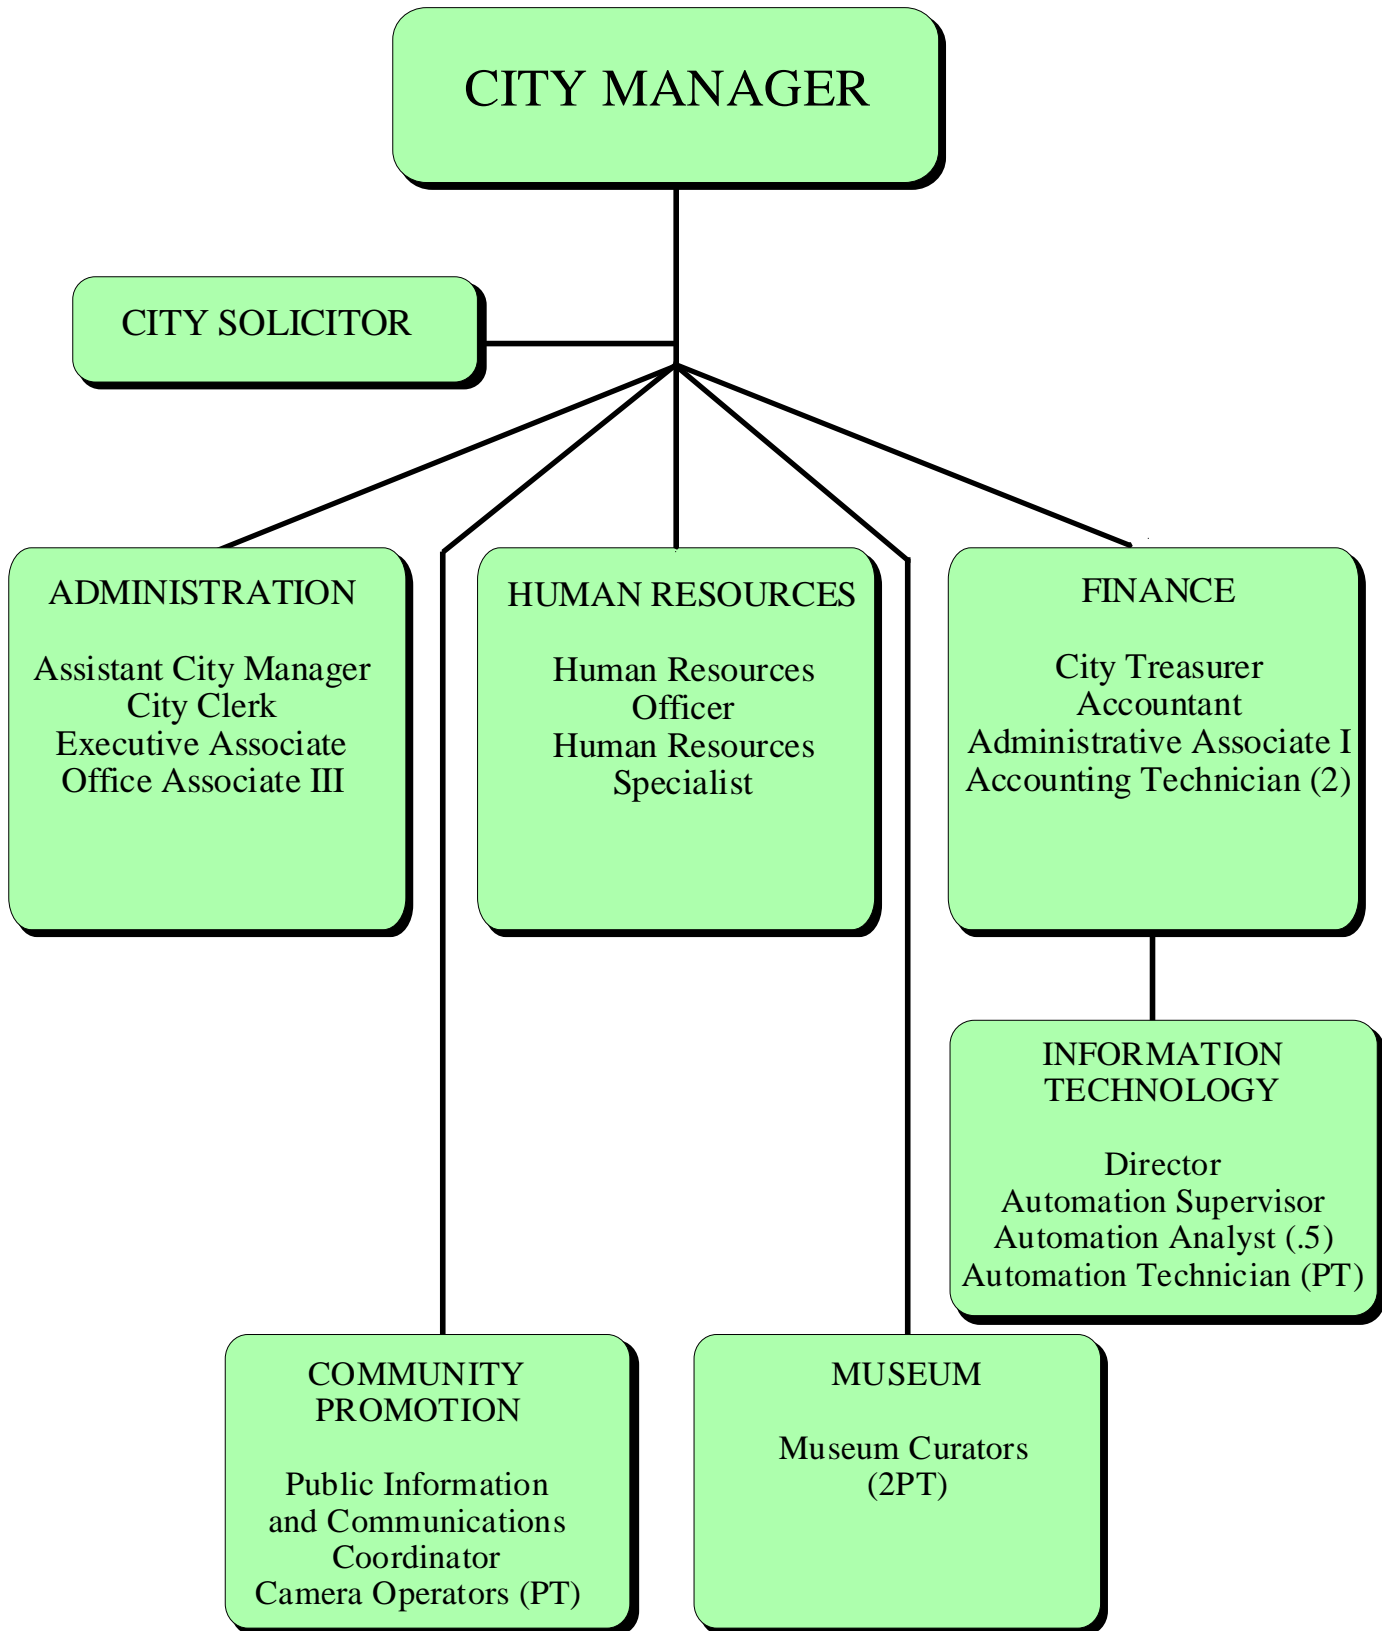 CITY MANAGER
CITY SOLICITOR
ADMINISTRATION
Assistant City Manager
City Clerk
Executive Associate
Office Associate III
HUMAN RESOURCES
Human Resources
Officer
Human Resources
Specialist
FINANCE
City Treasurer
Accountant
Administrative Associate I
Accounting Technician (2)
INFORMATION
TECHNOLOGY
Director
Automation Supervisor
Automation Analyst (.5)
Automation Technician (PT)
COMMUNITY
PROMOTION
Public Information
and Communications
Coordinator
Camera Operators (PT)
MUSEUM
Museum Curators
(2PT)